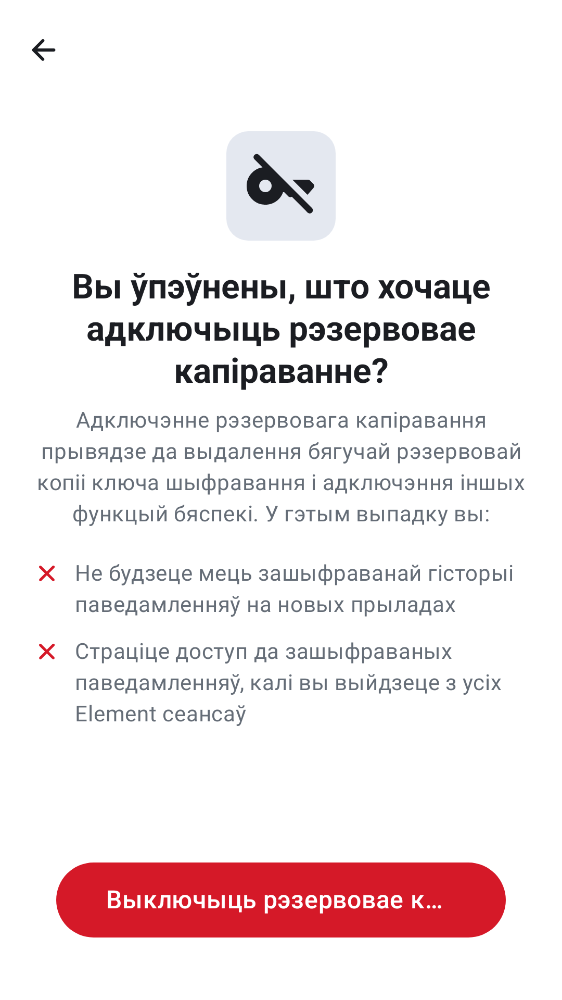 Вы ўпэўнены, што хочаце
адключыць рэзервовае
капіраванне?
Адключэнне рэзервовага капіравання
прывядзе да выдалення бягучай рэзервовай
копіі ключа шыфравання і адключэння іншых
функцый бяспекі. У гэтым выпадку вы:
Не будзеце мець зашыфраванай гісторыі
паведамленняў на новых прыладах
Страціце доступ да зашыфраваных
паведамленняў, калі вы выйдзеце з усіх
Element сеансаў
Выключыць рэзервовае к…